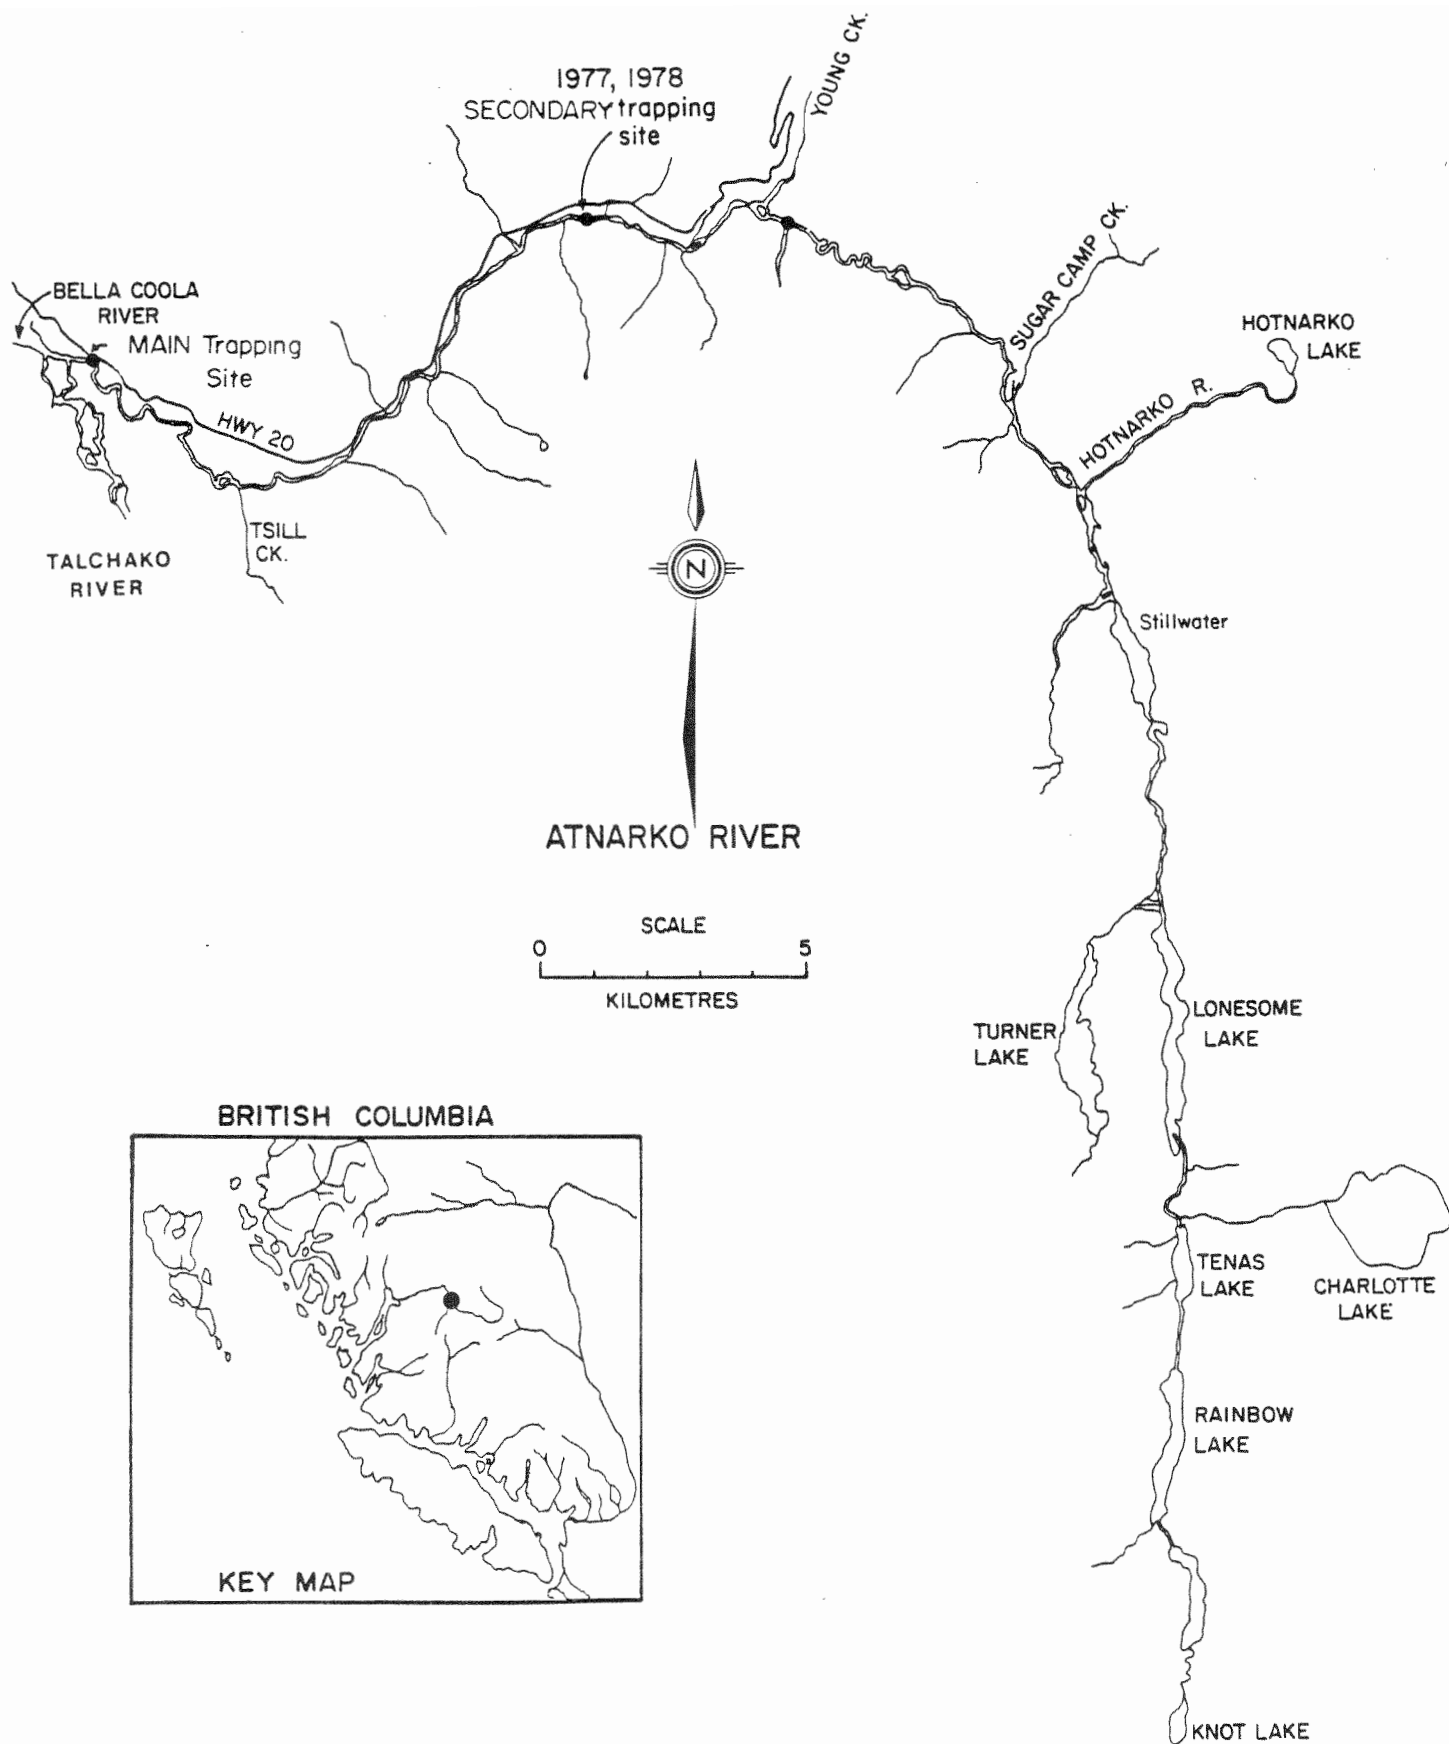 1977, 1978
SECONDARY trapping
site
YOUNG CK.
BELLA COOLA
RIVER
MAIN Trapping
Site
HWY 20
SUGAR CAMP CK.
HOTNARKO
LAKE
HOTNARKO R.
TSILL
CK.
TALCHAKO
RIVER
N
Stillwater
ATNARKO RIVER
SCALE
0 5
KILOMETRES
TURNER
LAKE
LONESOME
LAKE
BRITISH COLUMBIA
TENAS
LAKE
CHARLOTTE
LAKE
RAINBOW
LAKE
KEY MAP
KNOT LAKE